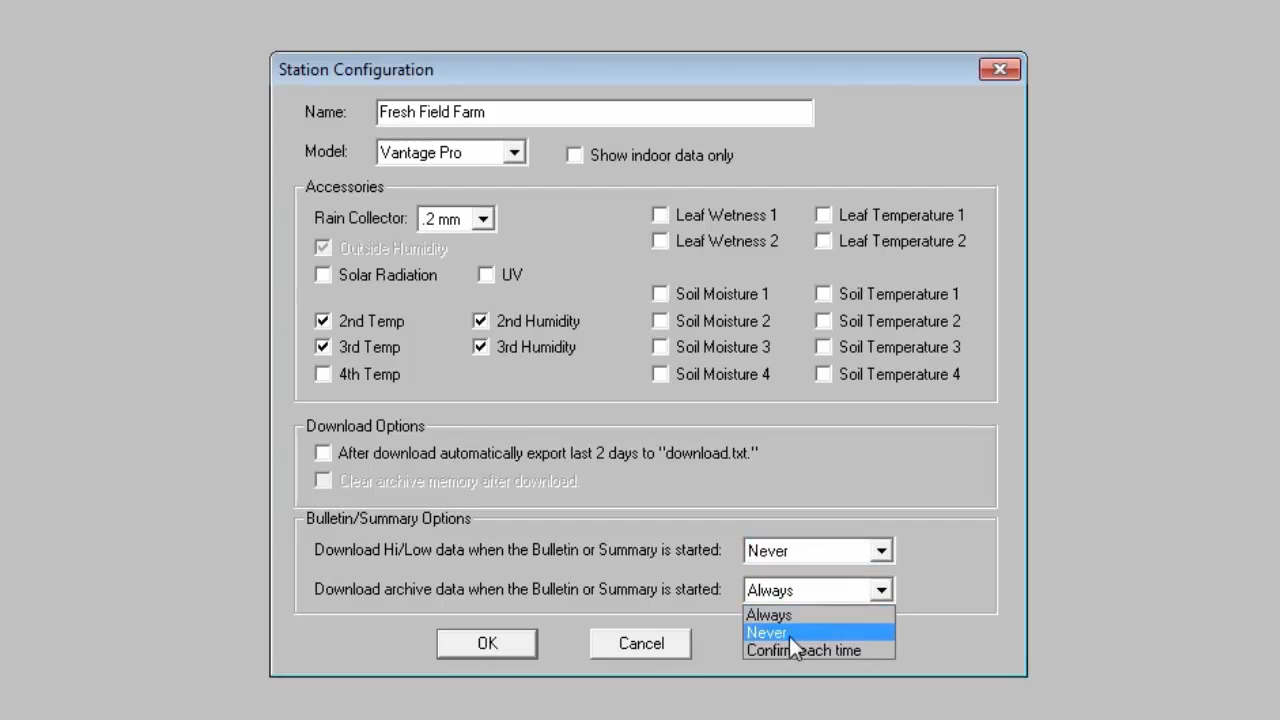 Station Configuration
Name: Fresh Field Farm
Model: Vantage Pro Show indoor data only
Accessories
Rain Collector: .2 mm Leaf Wetness 1 Leaf Temperature 1
Outside Humidity Leaf Wetness 2 Leaf Temperature 2
Solar Radiation UV
Soil Moisture 1 Soil Temperature 1
2nd Temp 2nd Humidity Soil Moisture 2 Soil Temperature 2
3rd Temp 3rd Humidity Soil Moisture 3 Soil Temperature 3
4th Temp Soil Moisture 4 Soil Temperature 4
Download Options
After download automatically export last 2 days to "download.txt."
Clear archive memory after download.
Bulletin/Summary Options
Download Hi/Low data when the Bulletin or Summary is started: Never
Download archive data when the Bulletin or Summary is started: Always
Always
Never
OK Cancel Confirm each time